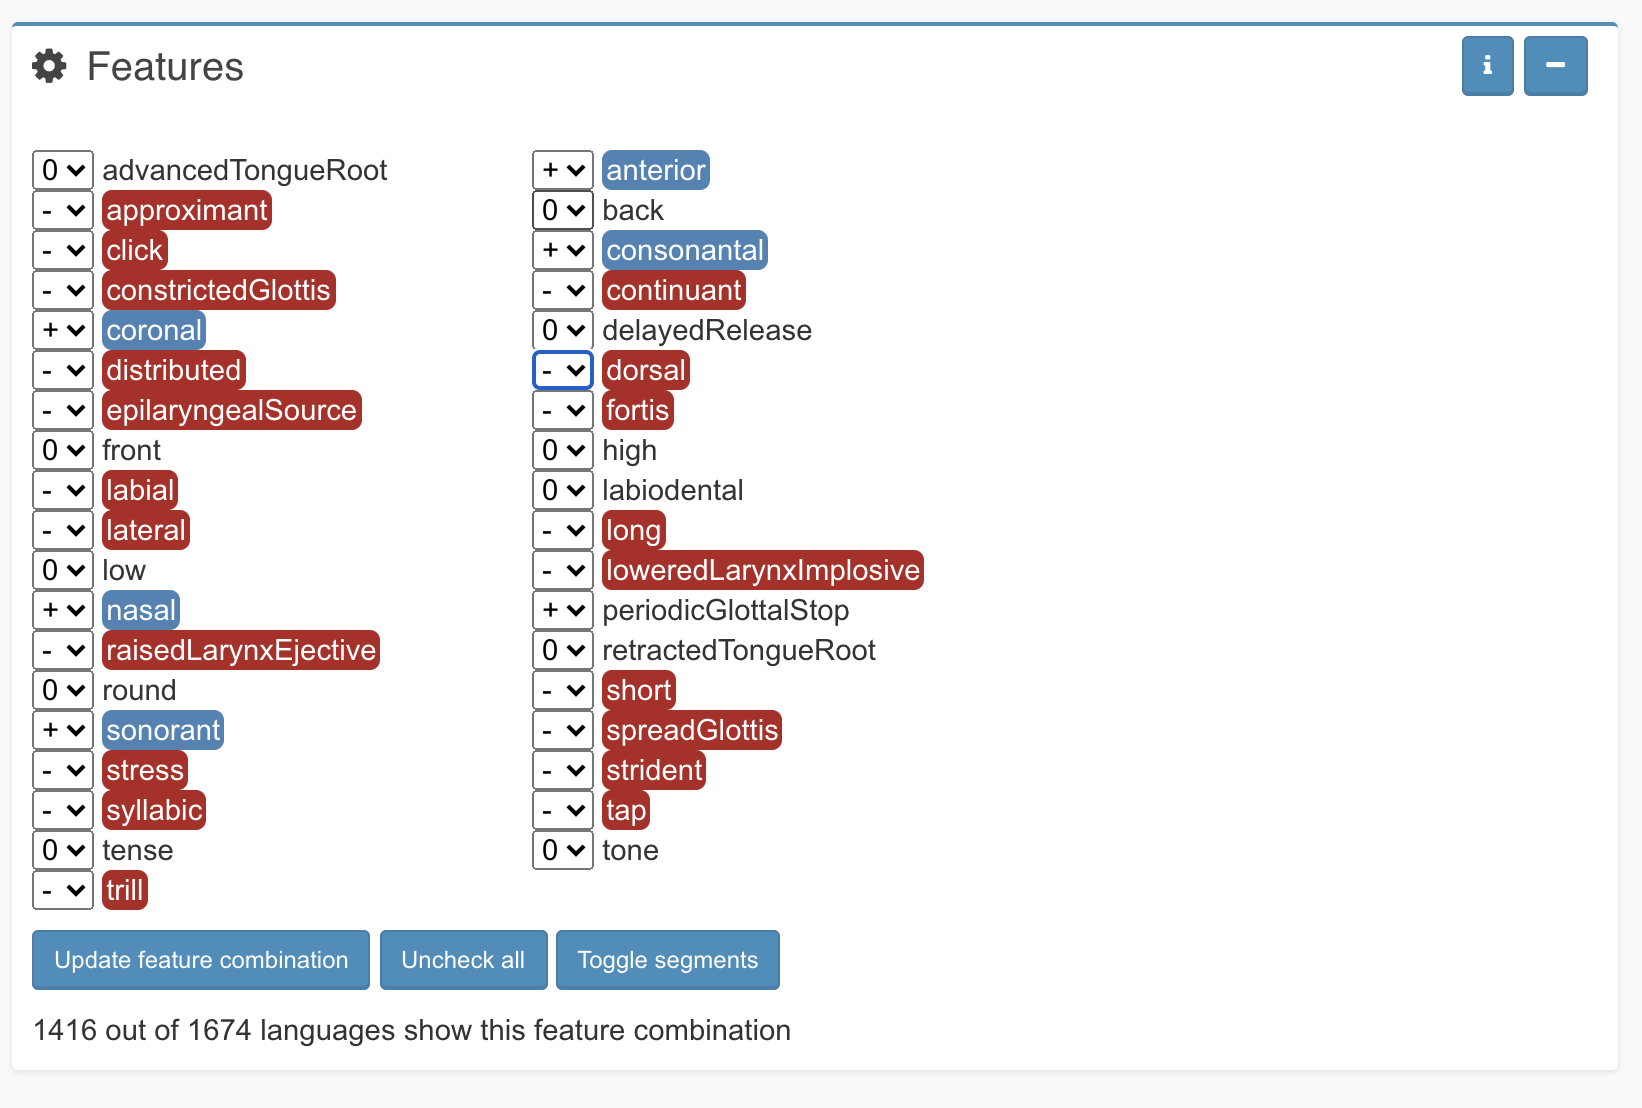 Features
0 advancedTongueRoot
- approximant
- click
- constrictedGlottis
+ coronal
- distributed
- epilaryngealSource
0 front
- labial
- lateral
0 low
+ nasal
- raisedLarynxEjective
0 round
+ sonorant
- stress
- syllabic
0 tense
- trill
+ anterior
0 back
+ consonantal
- continuant
0 delayedRelease
- dorsal
- fortis
0 high
0 labiodental
- long
- loweredLarynxImplosive
+ periodicGlottalStop
0 retractedTongueRoot
- short
- spreadGlottis
- strident
- tap
0 tone
Update feature combination
Uncheck all
Toggle segments
1416 out of 1674 languages show this feature combination